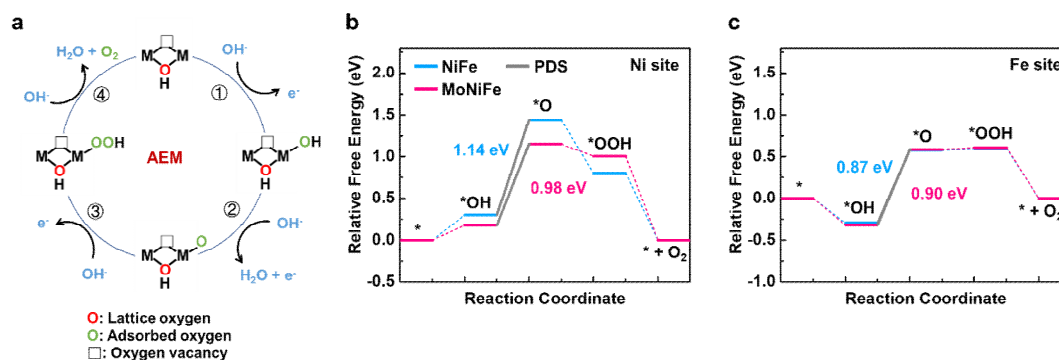 a
H₂O + O₂
M M
O
H
OH⁻
①
e⁻
OH⁻
④
M M OOH
O
H
AEM
M M OH
O
H
③
②
e⁻
OH⁻
M M O
O
H
OH⁻
H₂O + e⁻
O: Lattice oxygen
O: Adsorbed oxygen
□: Oxygen vacancy
b
Relative Free Energy (eV)
2.0
1.5
1.0
0.5
0.0
-0.5
NiFe
MoNiFe
PDS
Ni site
*
*OH
*O
*OOH
* + O₂
1.14 eV
0.98 eV
Reaction Coordinate
c
Relative Free Energy (eV)
1.5
1.0
0.5
0.0
-0.5
-1.0
Fe site
*
*OH
*O
*OOH
* + O₂
0.87 eV
0.90 eV
Reaction Coordinate